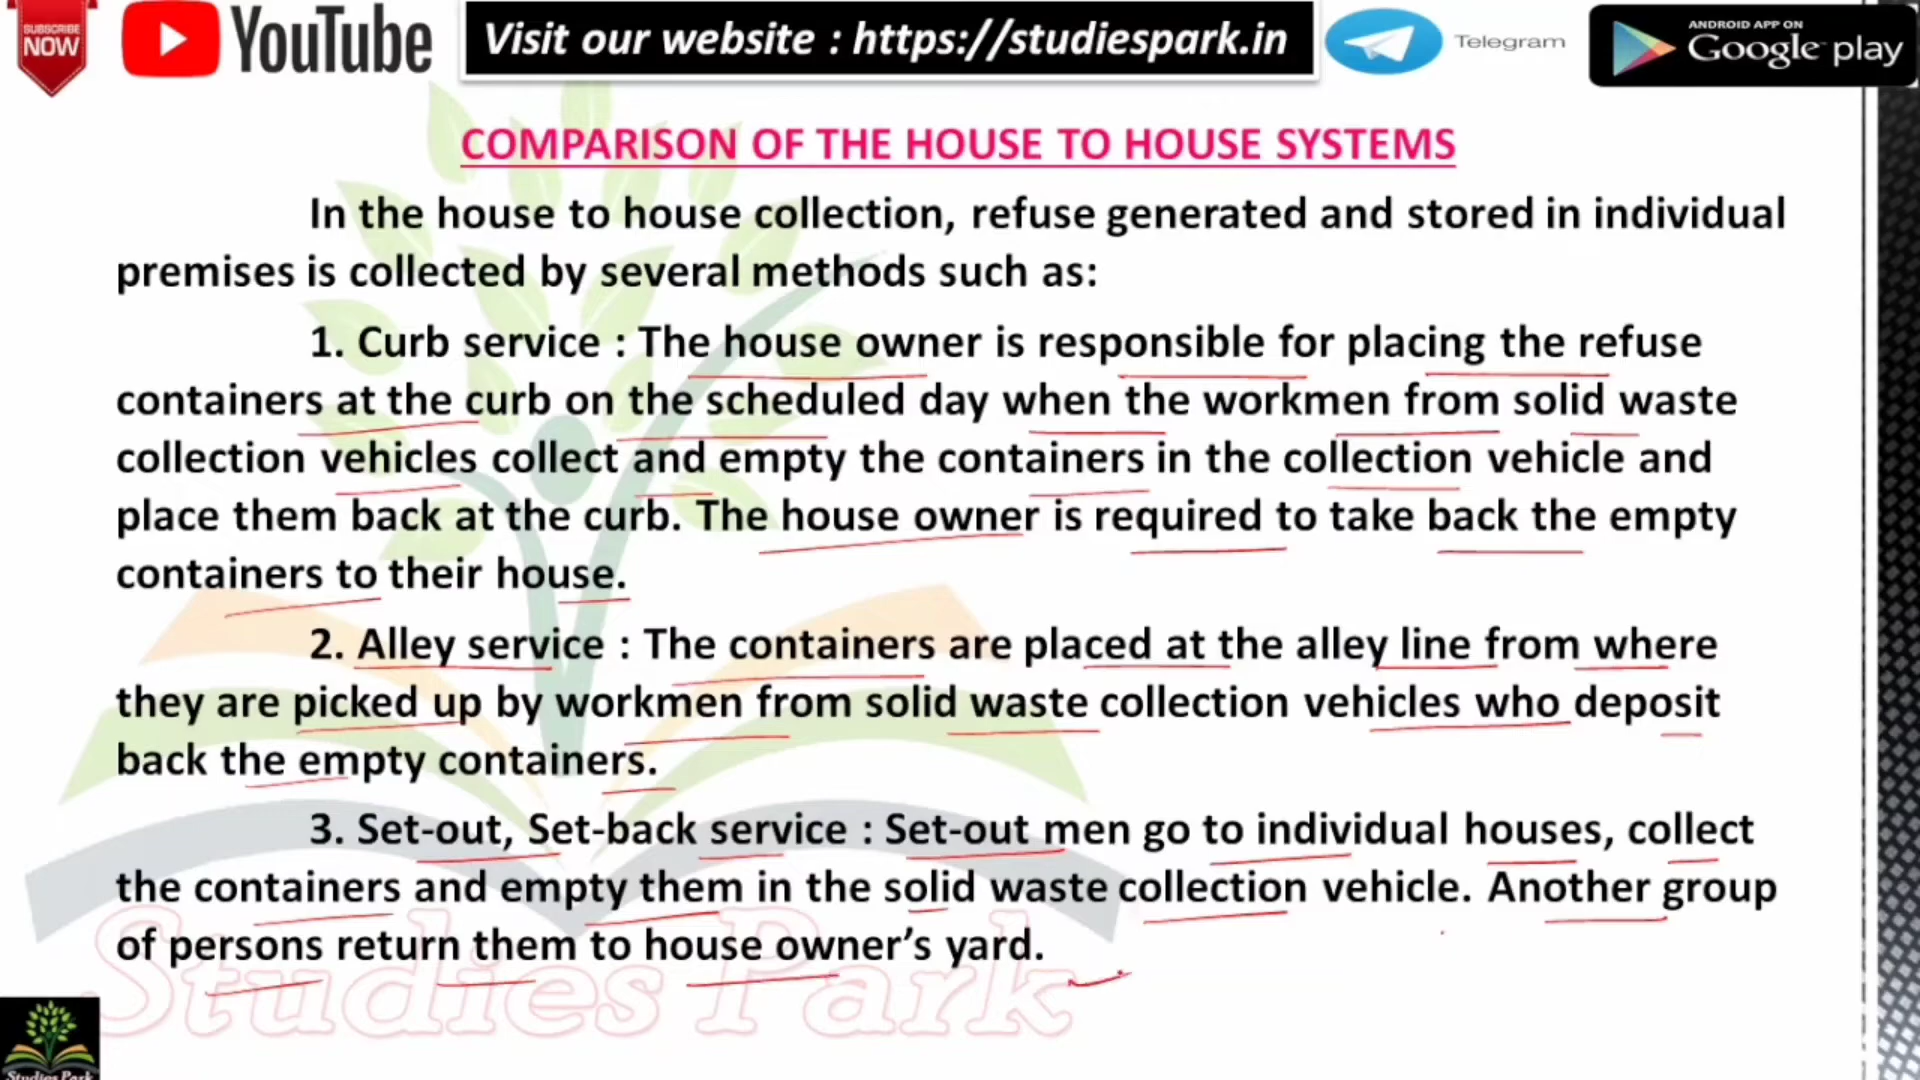 SUBSCRIBE
NOW
YouTube
Visit our website : https://studiespark.in
Telegram
ANDROID APP ON
Google play
COMPARISON OF THE HOUSE TO HOUSE SYSTEMS
In the house to house collection, refuse generated and stored in individual
premises is collected by several methods such as:
1. Curb service : The house owner is responsible for placing the refuse
containers at the curb on the scheduled day when the workmen from solid waste
collection vehicles collect and empty the containers in the collection vehicle and
place them back at the curb. The house owner is required to take back the empty
containers to their house.
2. Alley service : The containers are placed at the alley line from where
they are picked up by workmen from solid waste collection vehicles who deposit
back the empty containers.
3. Set-out, Set-back service : Set-out men go to individual houses, collect
the containers and empty them in the solid waste collection vehicle. Another group
of persons return them to house owner’s yard.
Studies Park
Studies Park